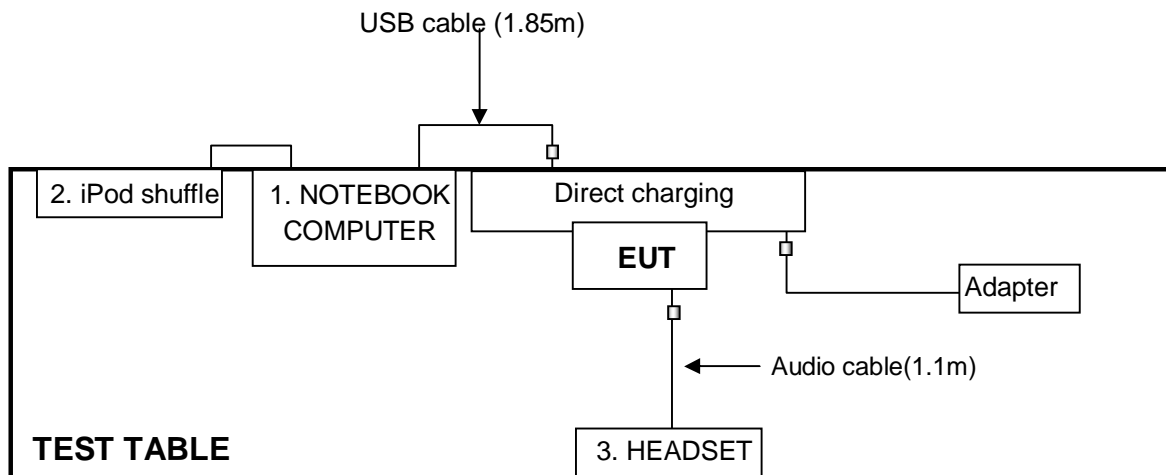 USB cable (1.85m)
2. iPod shuffle
1. NOTEBOOK
COMPUTER
Direct charging
EUT
Adapter
Audio cable(1.1m)
TEST TABLE
3. HEADSET